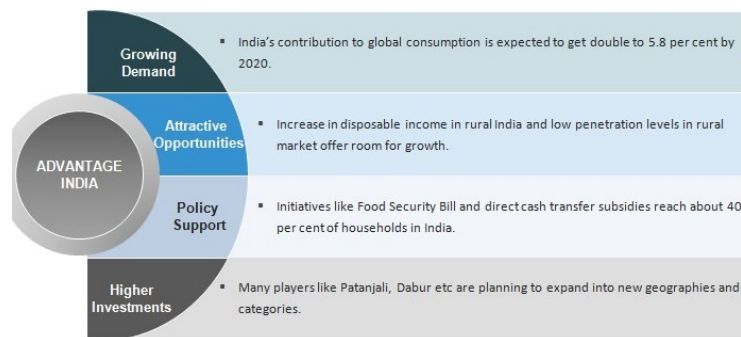 ADVANTAGE
INDIA
Growing
Demand
▪ India's contribution to global consumption is expected to get double to 5.8 per cent by
2020.
Attractive
Opportunities
▪ Increase in disposable income in rural India and low penetration levels in rural
market offer room for growth.
Policy
Support
▪ Initiatives like Food Security Bill and direct cash transfer subsidies reach about 40
per cent of households in India.
Higher
Investments
▪ Many players like Patanjali, Dabur etc are planning to expand into new geographies and
categories.